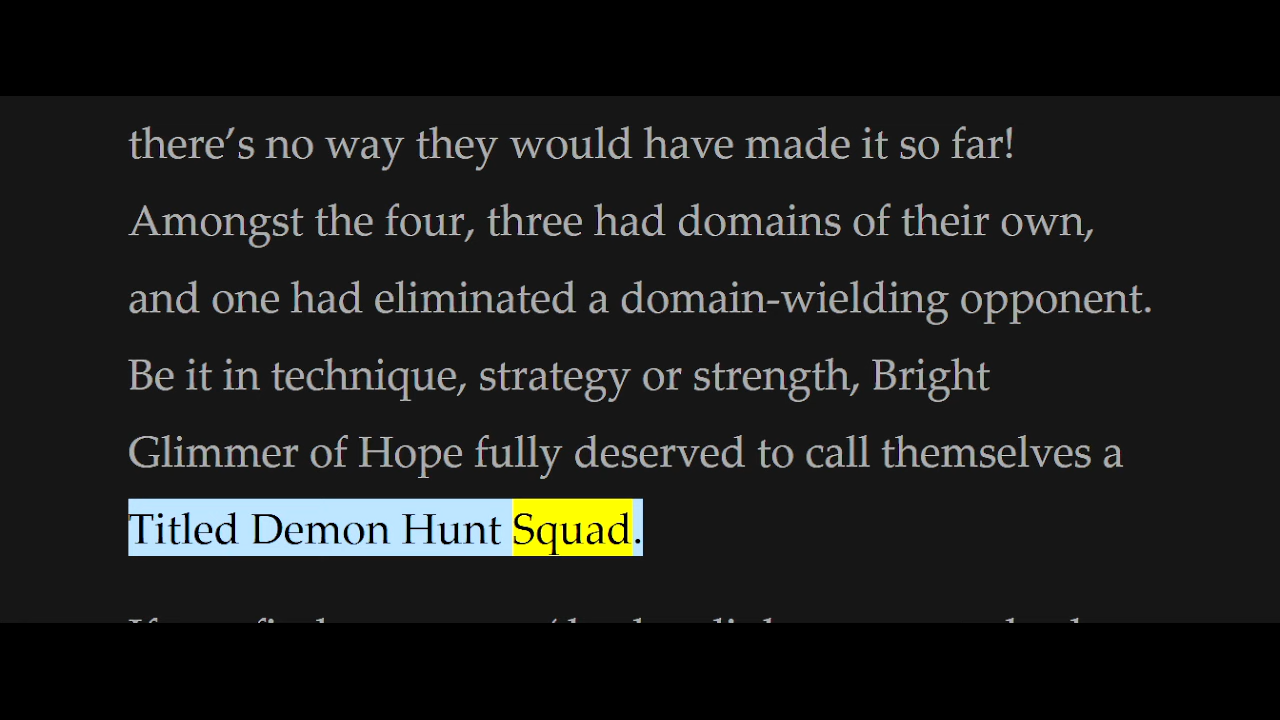 there’s no way they would have made it so far!
Amongst the four, three had domains of their own,
and one had eliminated a domain-wielding opponent.
Be it in technique, strategy or strength, Bright
Glimmer of Hope fully deserved to call themselves a
Titled Demon Hunt Squad.